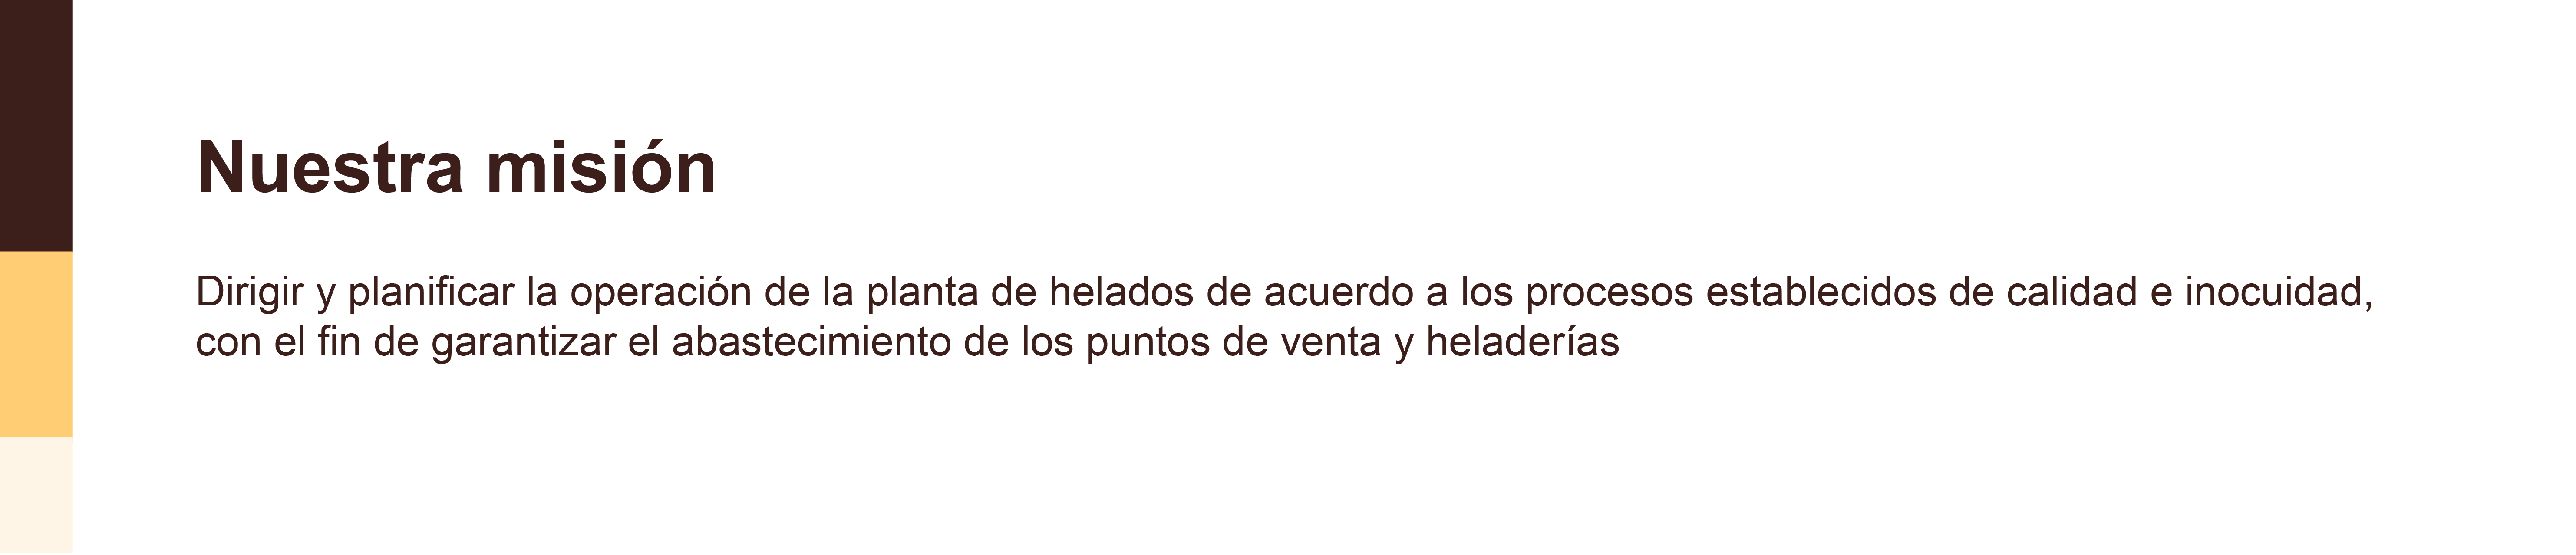 Nuestra misión
Dirigir y planificar la operación de la planta de helados de acuerdo a los procesos establecidos de calidad e inocuidad,
con el fin de garantizar el abastecimiento de los puntos de venta y heladerías